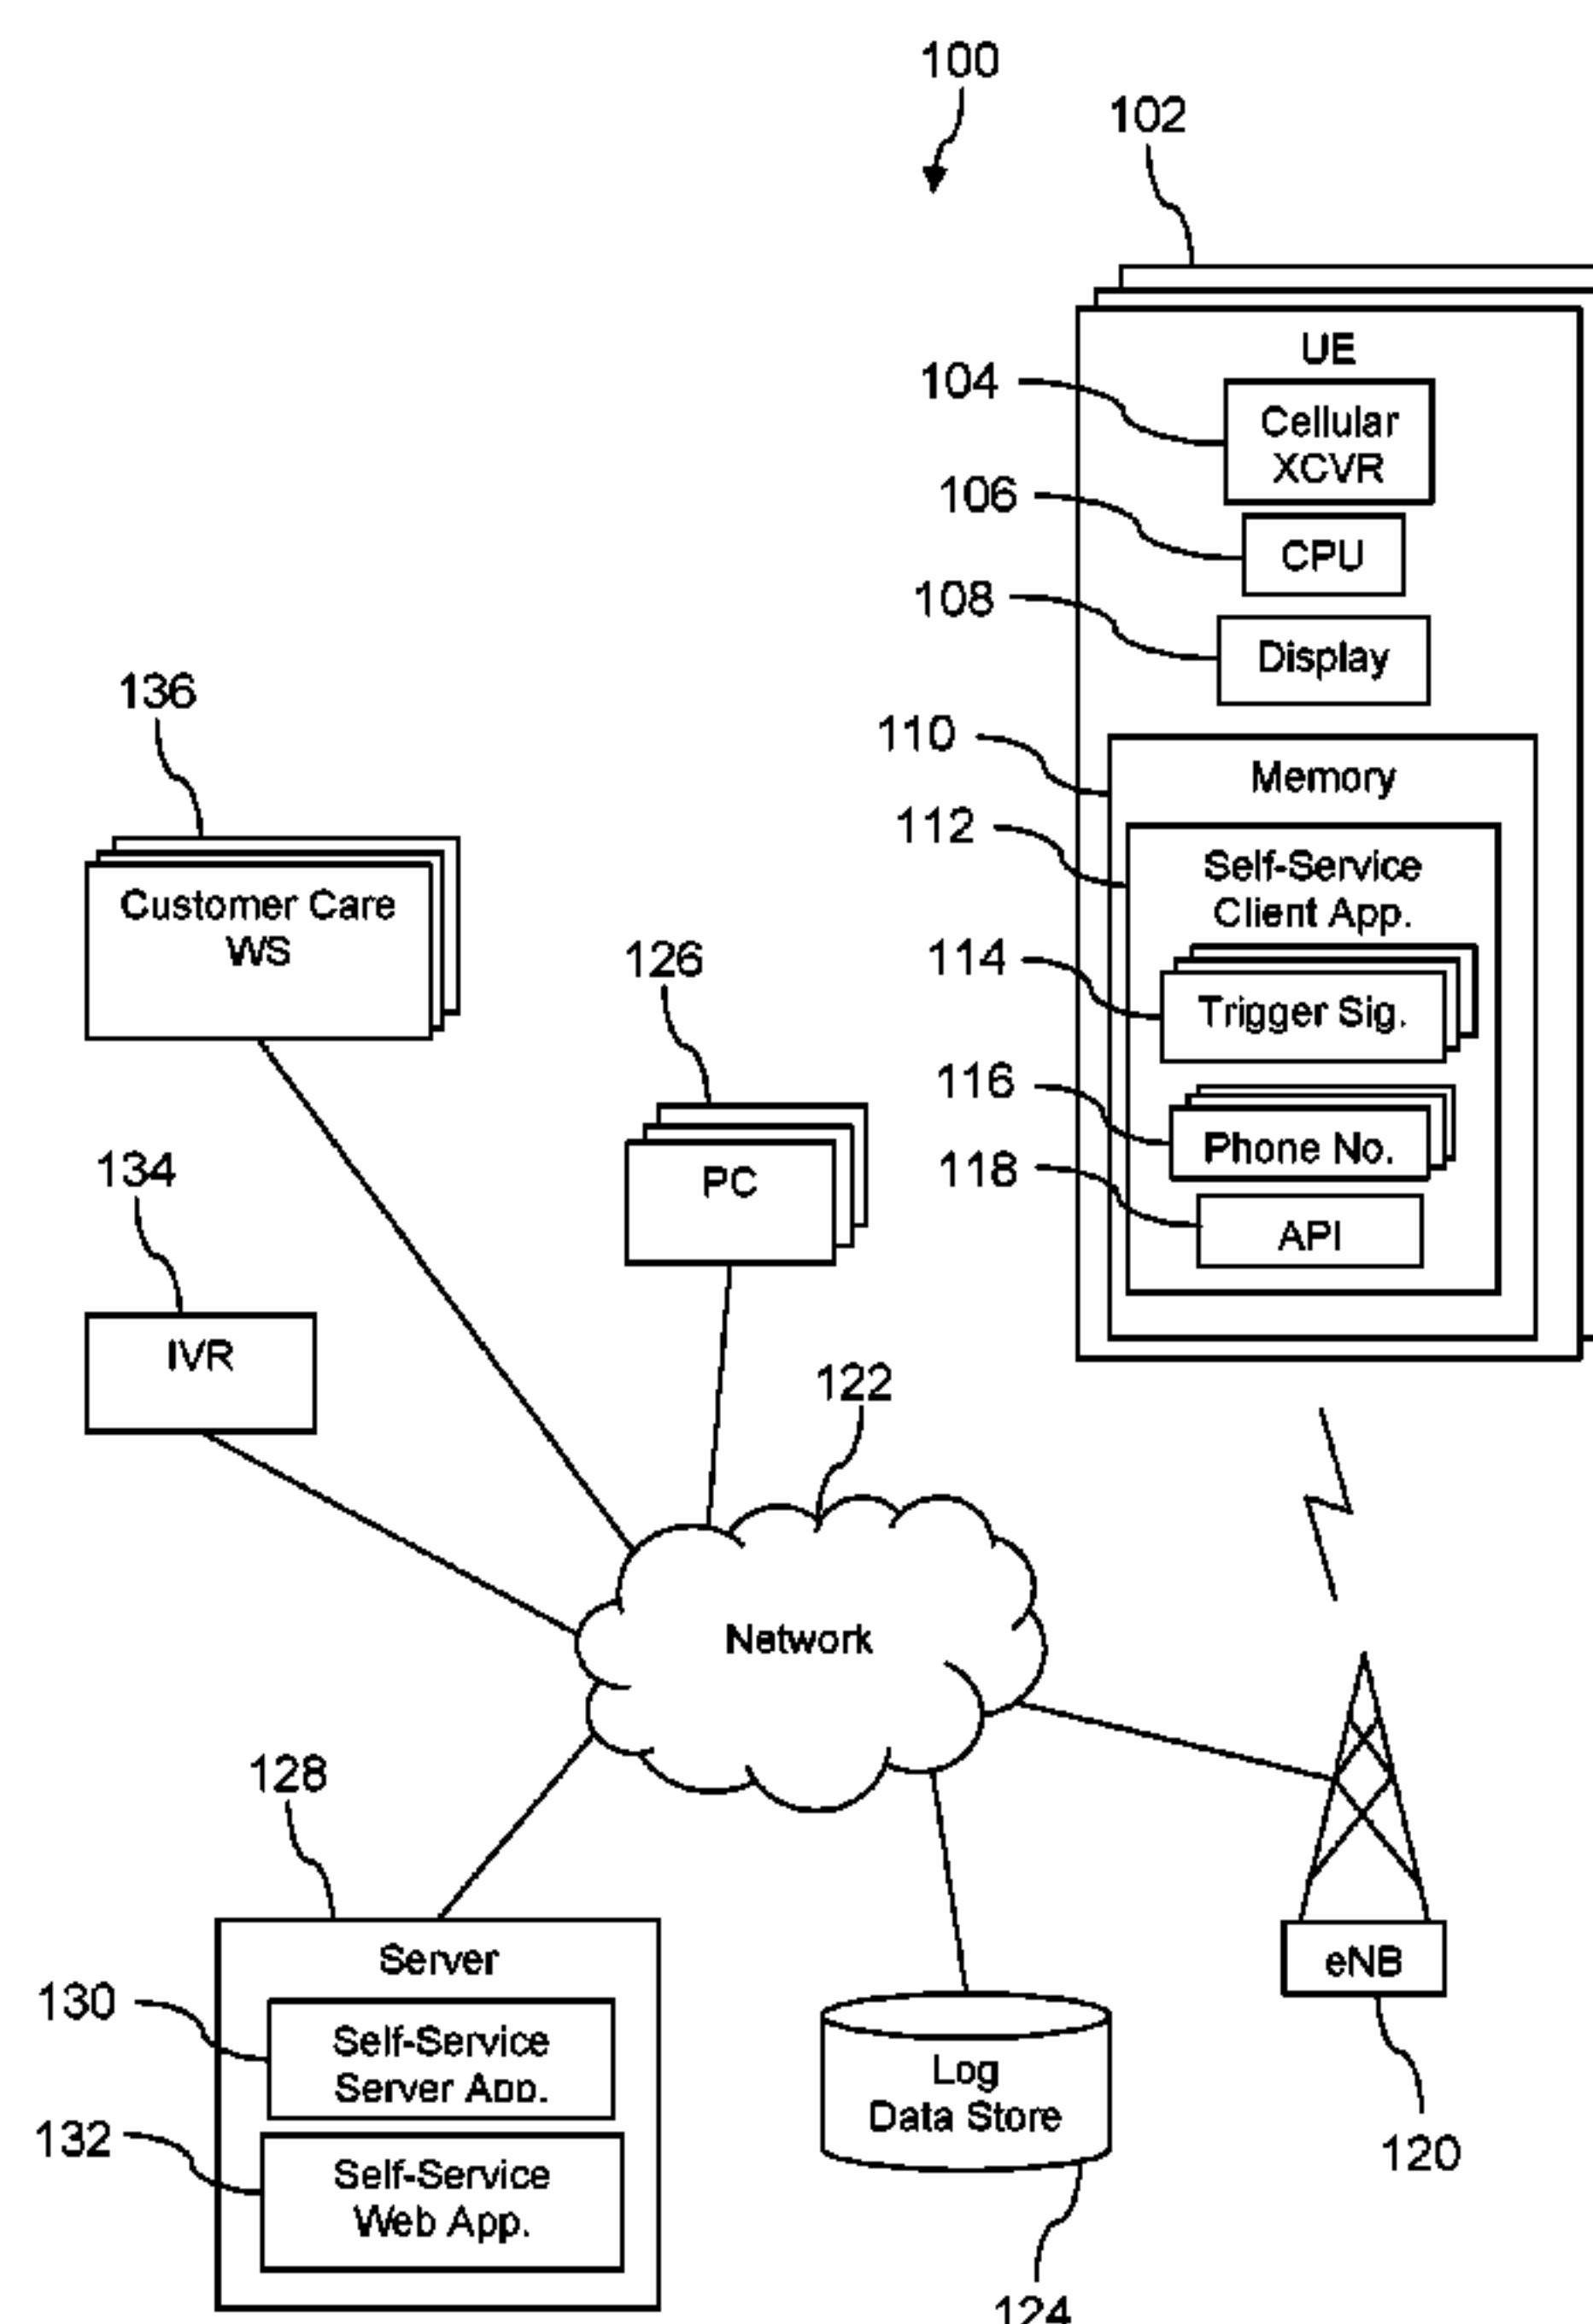 100
102
UE
104
Cellular
XCVR
106
CPU
108
Display
136
110
Memory
112
Self-Service
Client App.
Customer Care
WS
126
114
Trigger Sig.
116
Phone No.
134
PC
118
API
IVR
122
Network
128
Server
eNB
130
Self-Service
Server App.
Log
Data Store
132
Self-Service
Web App.
120
124